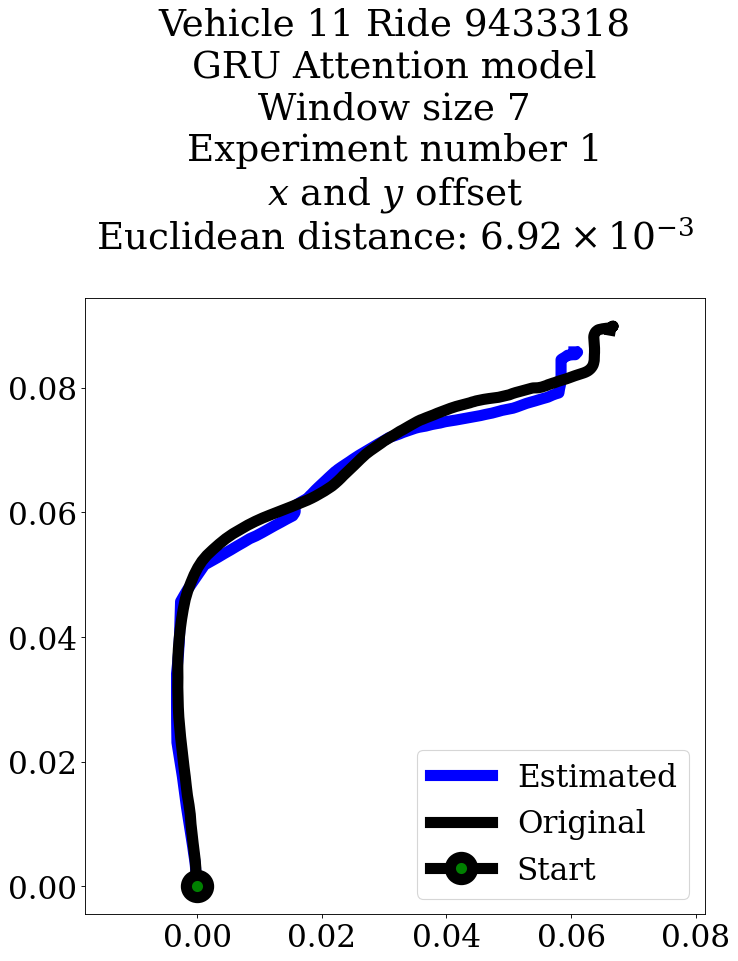 Vehicle 11 Ride 9433318
GRU Attention model
Window size 7
Experiment number 1
x and y offset
Euclidean distance: 6.92 × 10⁻³
0.08
0.06
0.04
0.02
0.00
Estimated
Original
Start
0.00 0.02 0.04 0.06 0.08